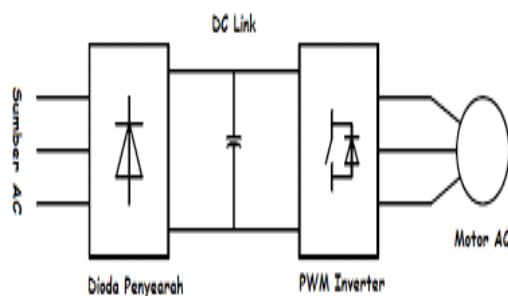 DC Link
Sumber AC
Motor AC
Dioda Penyearah
PWM Inverter